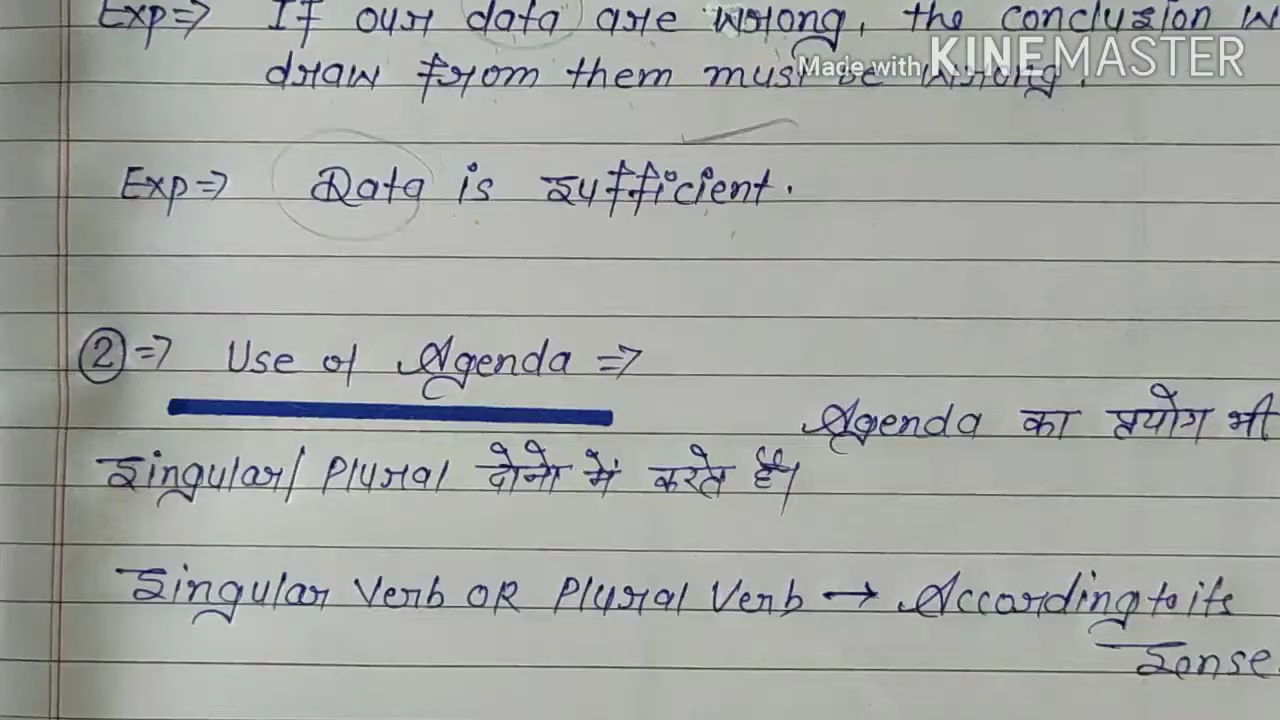 Exp⇒ If our data are wrong, the conclusion w
draw from them must be wrong.
Made with KINEMASTER
Exp⇒ Data is sufficient.
② ⇒ Use of Agenda ⇒
Agenda का प्रयोग भी
Singular/ Plural दोनो में करते हैं।
Singular Verb OR Plural Verb → According to its
Sense.